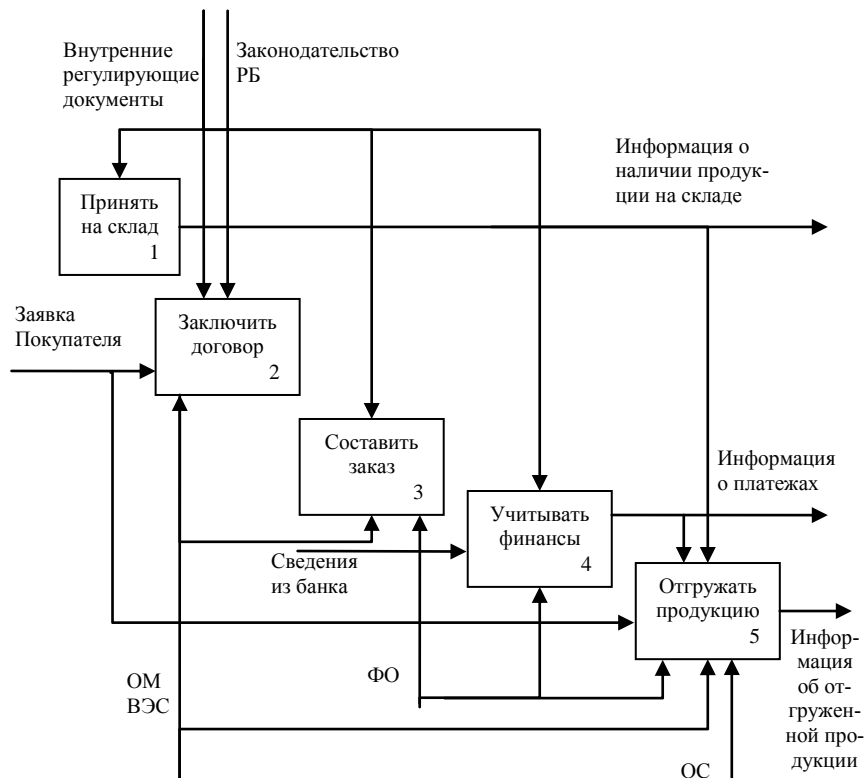 Внутренние
регулирующие
документы
Законодательство
РБ
Информация о
наличии продук-
ции на складе
Принять
на склад
1
Заявка
Покупателя
Заключить
договор
2
Составить
заказ
3
Информация
о платежах
Учитывать
финансы
4
Сведения
из банка
Отгружать
продукцию
5
Инфор-
мация
об от-
гружен-
ной про-
дукции
ОМ
ВЭС
ФО
ОС